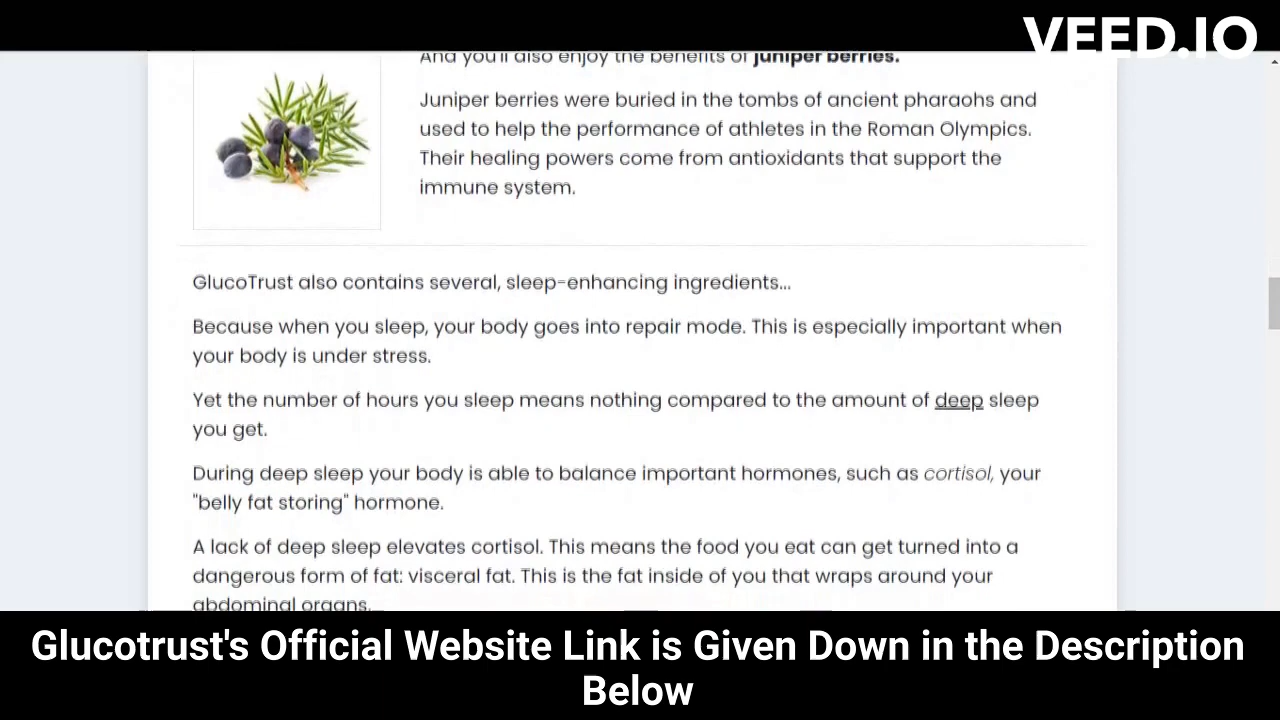 VEED.IO
And you'll also enjoy the benefits of juniper berries.
Juniper berries were buried in the tombs of ancient pharaohs and
used to help the performance of athletes in the Roman Olympics.
Their healing powers come from antioxidants that support the
immune system.
GlucoTrust also contains several, sleep-enhancing ingredients...
Because when you sleep, your body goes into repair mode. This is especially important when
your body is under stress.
Yet the number of hours you sleep means nothing compared to the amount of deep sleep
you get.
During deep sleep your body is able to balance important hormones, such as cortisol, your
"belly fat storing" hormone.
A lack of deep sleep elevates cortisol. This means the food you eat can get turned into a
dangerous form of fat: visceral fat. This is the fat inside of you that wraps around your
abdominal organs.
Glucotrust's Official Website Link is Given Down in the Description
Below